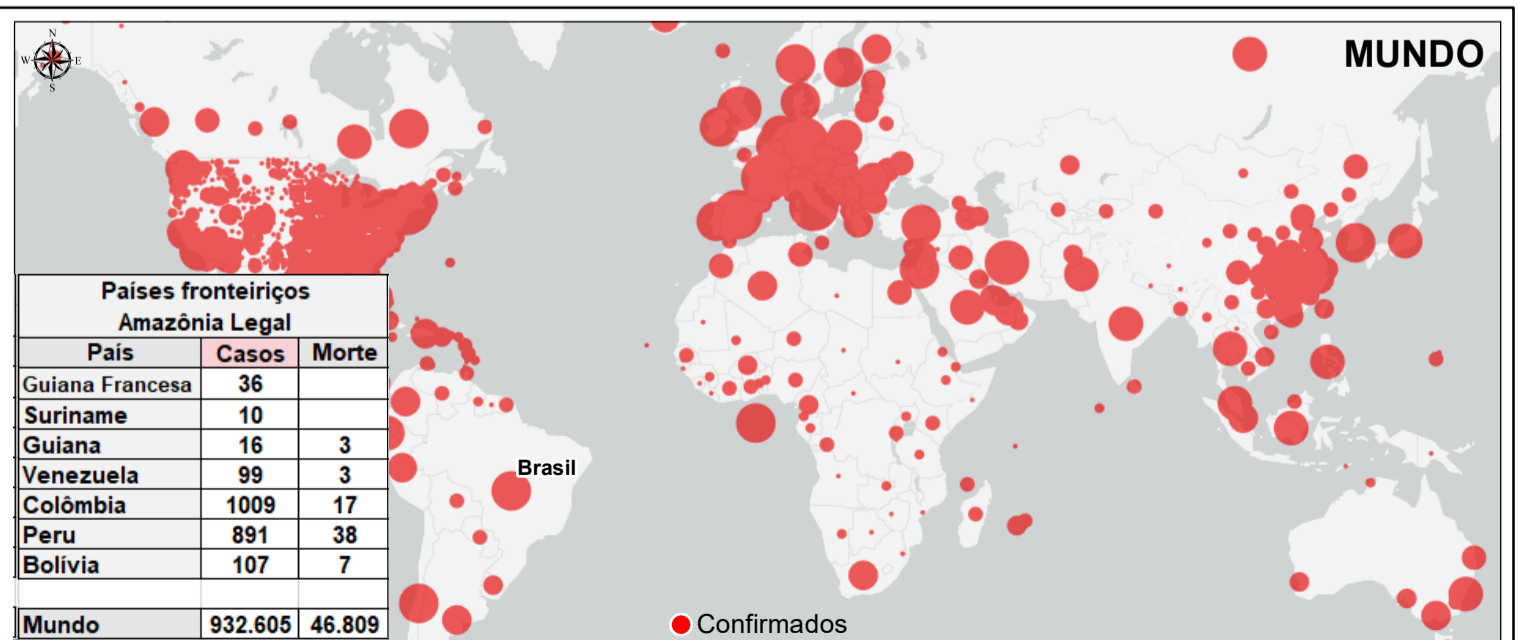 N
W E
S
MUNDO
Países fronteiriços
Amazônia Legal
País Casos Morte
Guiana Francesa 36
Suriname 10
Guiana 16 3
Venezuela 99 3
Colômbia 1009 17
Peru 891 38
Bolívia 107 7
Mundo 932.605 46.809
Brasil
Confirmados